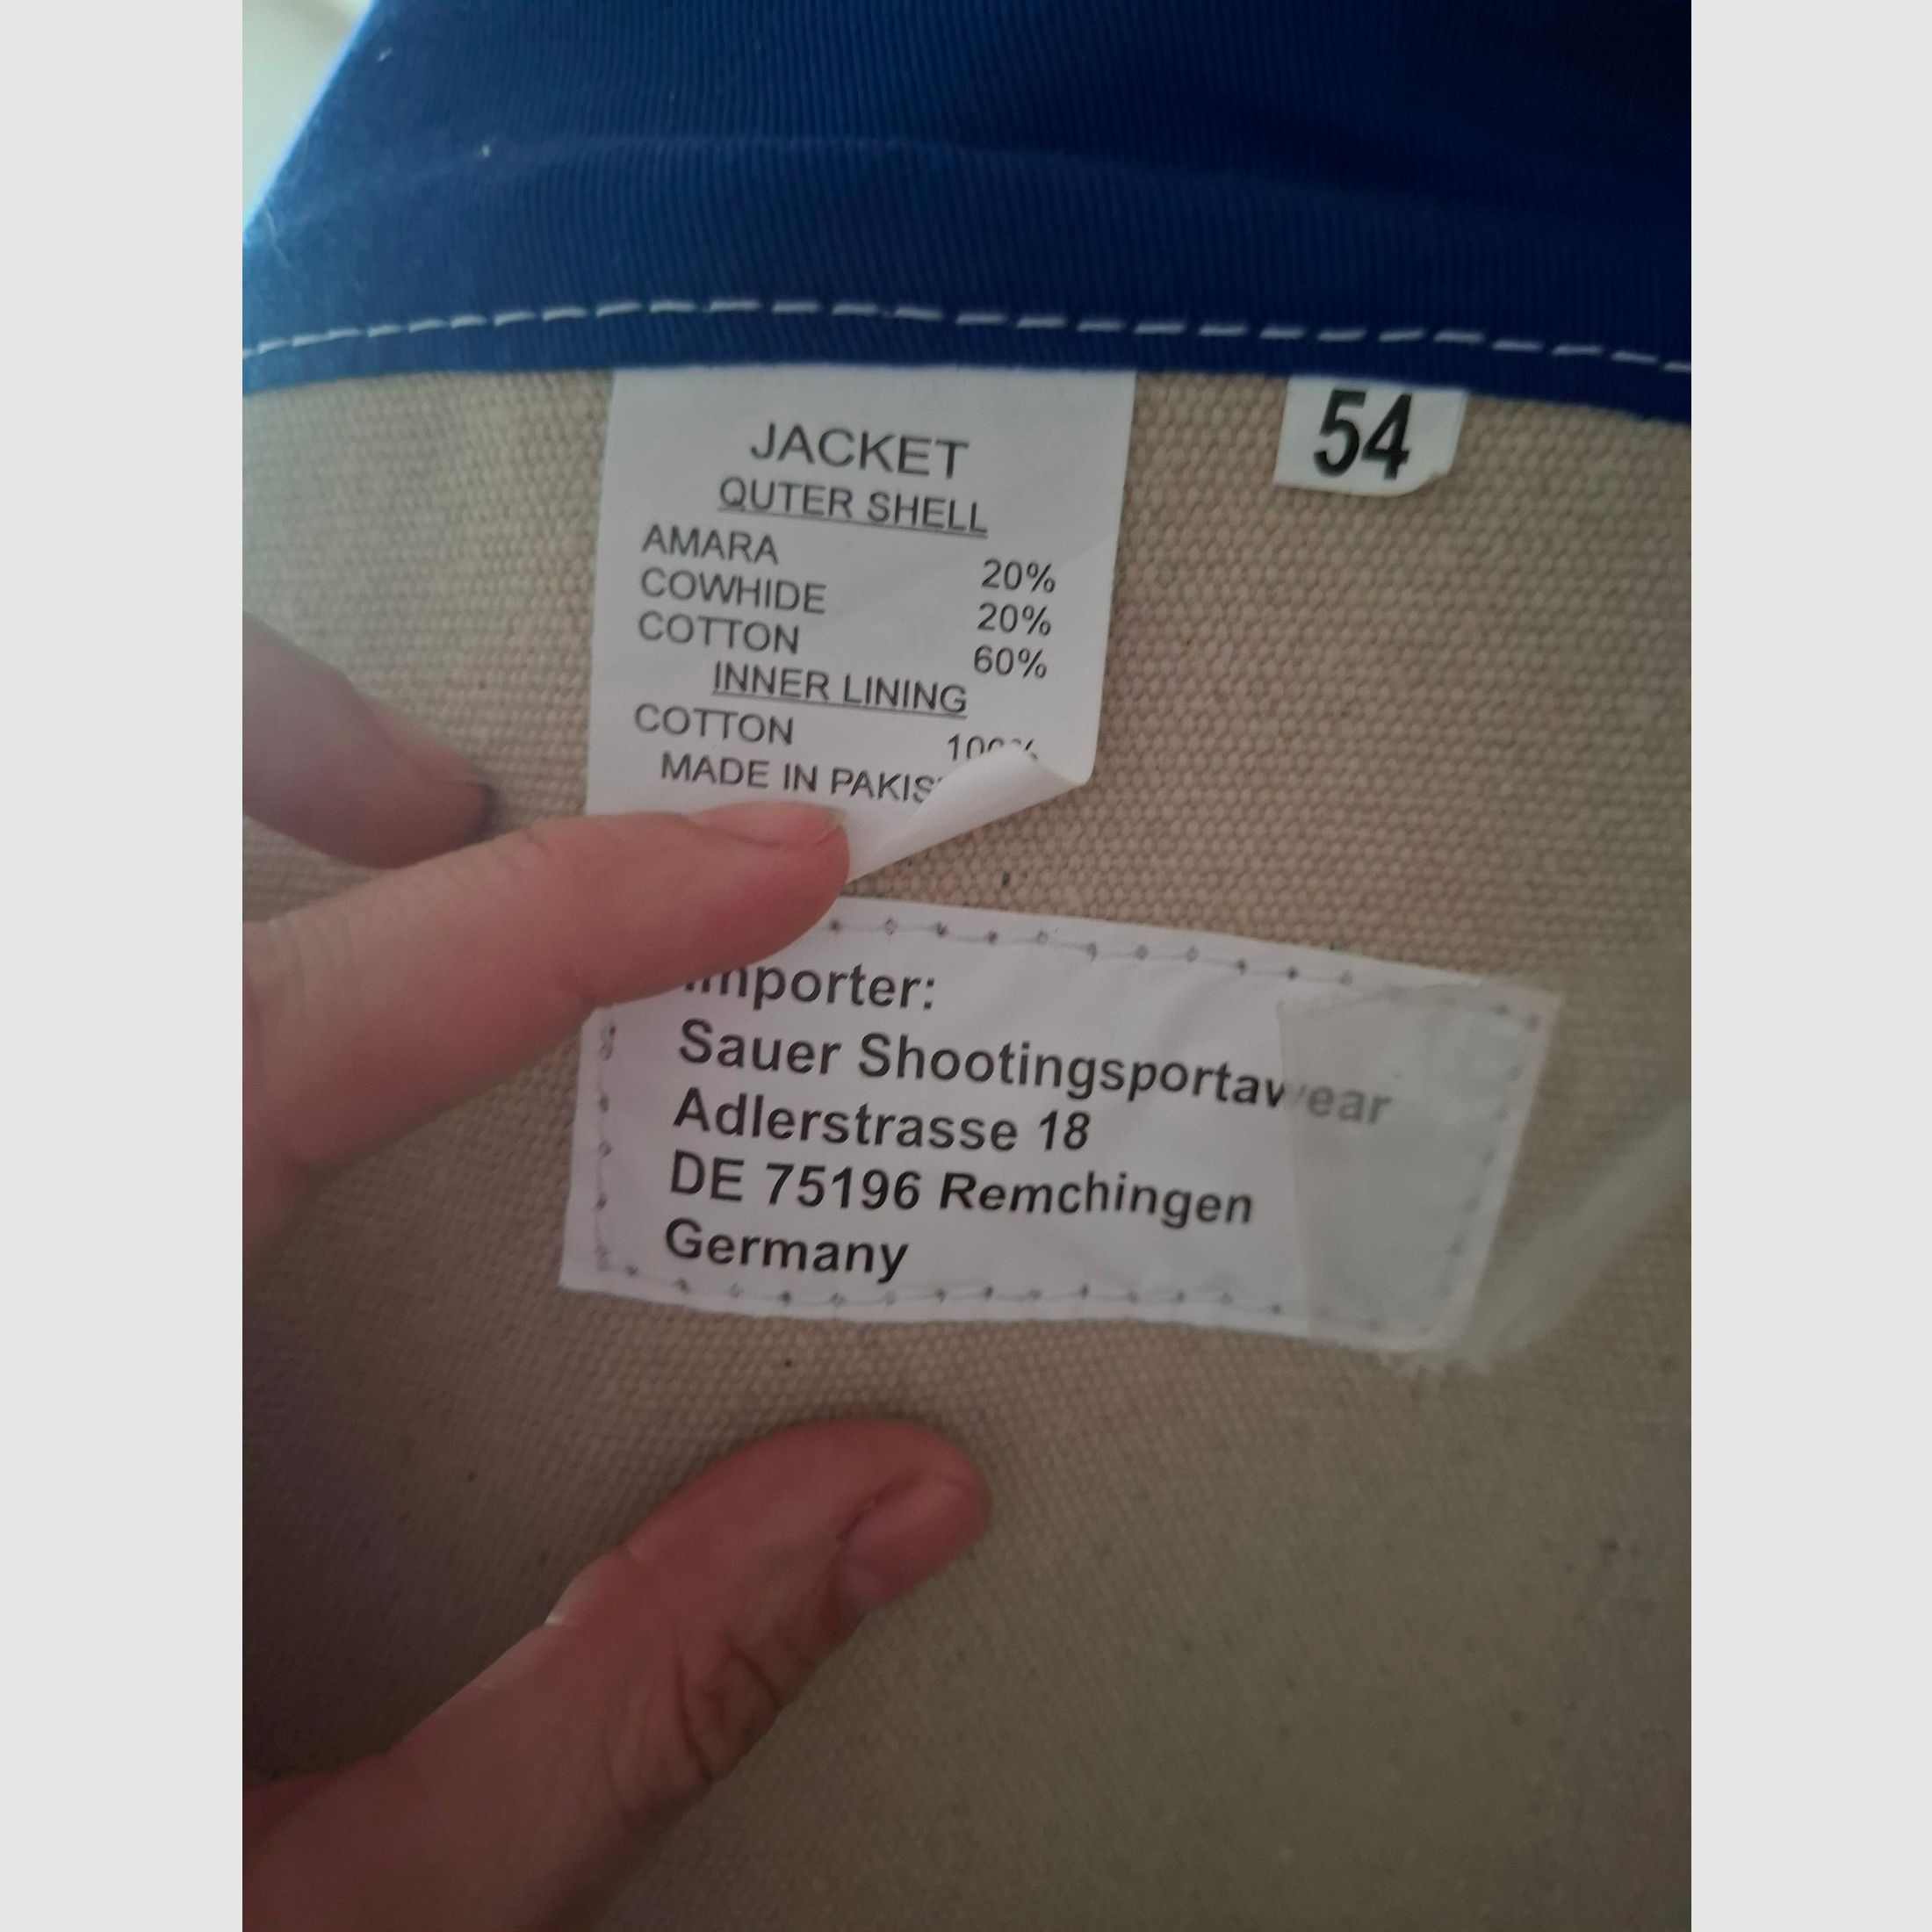 JACKET
QUTER SHELL
AMARA 20%
COWHIDE 20%
COTTON 60%
INNER LINING
COTTON 100%
MADE IN PAKIS
54
Importer:
Sauer Shootingsportawear
Adlerstrasse 18
DE 75196 Remchingen
Germany